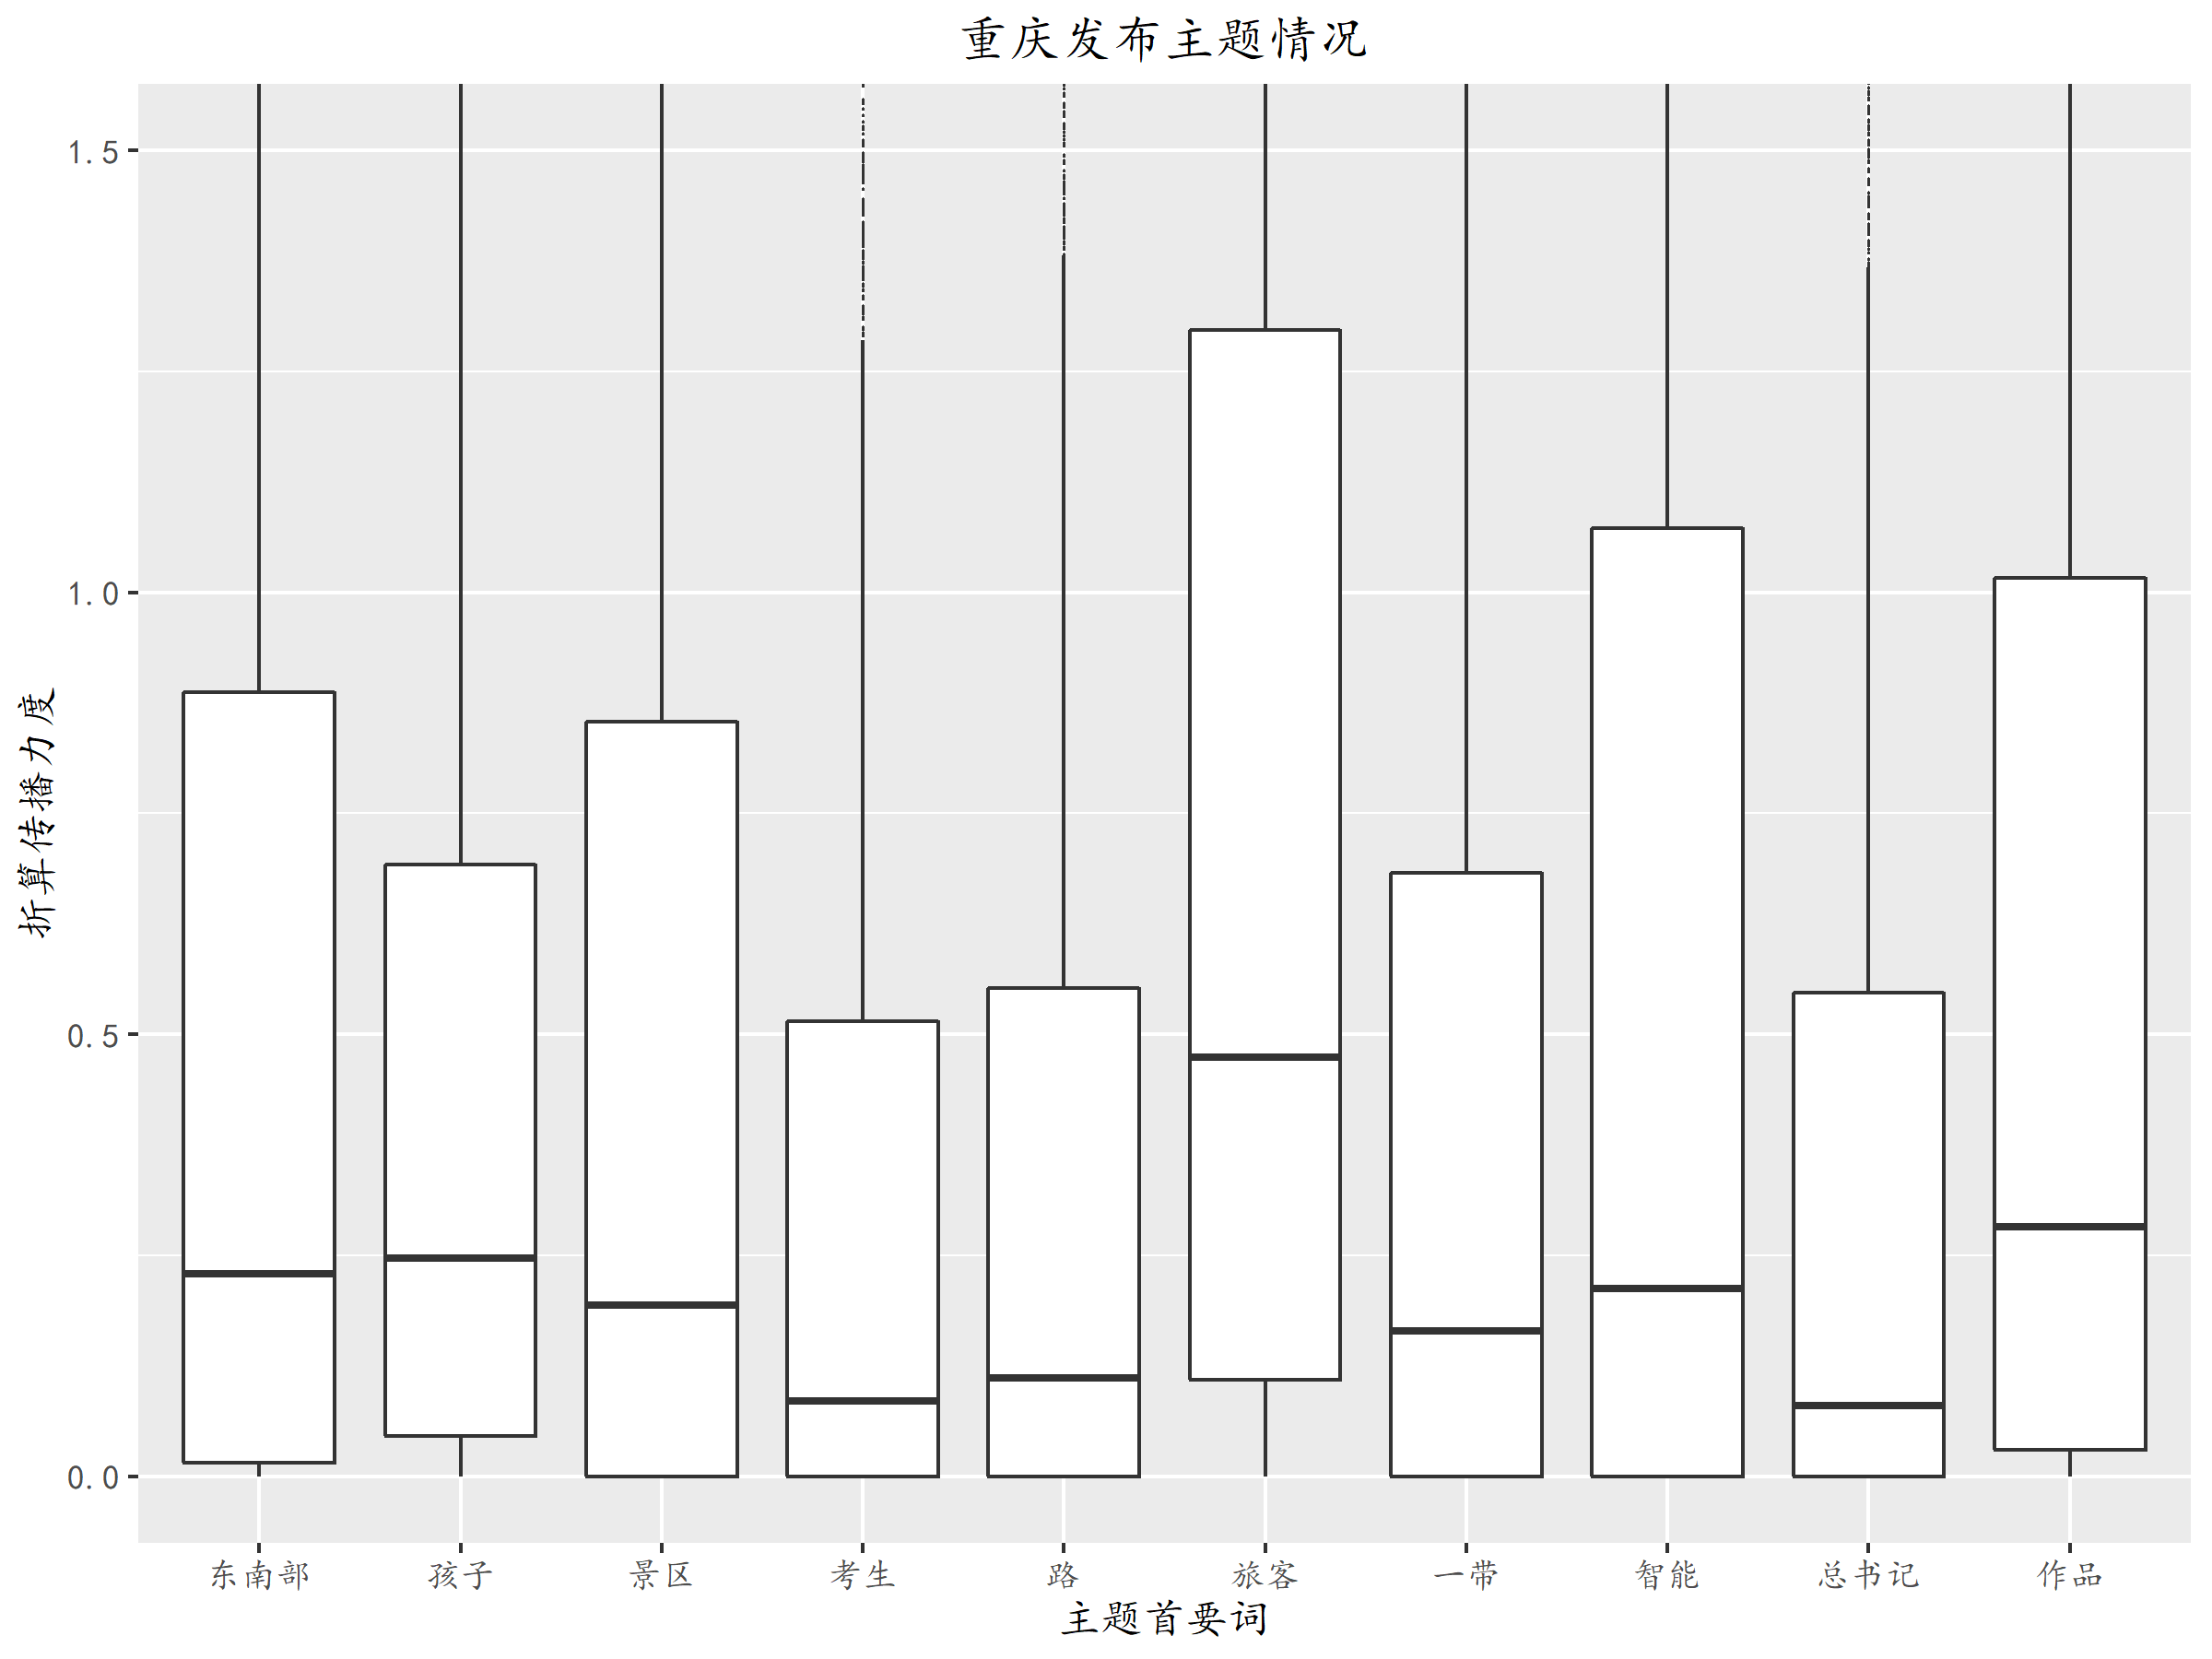 重庆发布主题情况
折算传播力度
1.5
1.0
0.5
0.0
东南部 孩子 景区 考生 路 旅客 一带 智能 总书记 作品
主题首要词